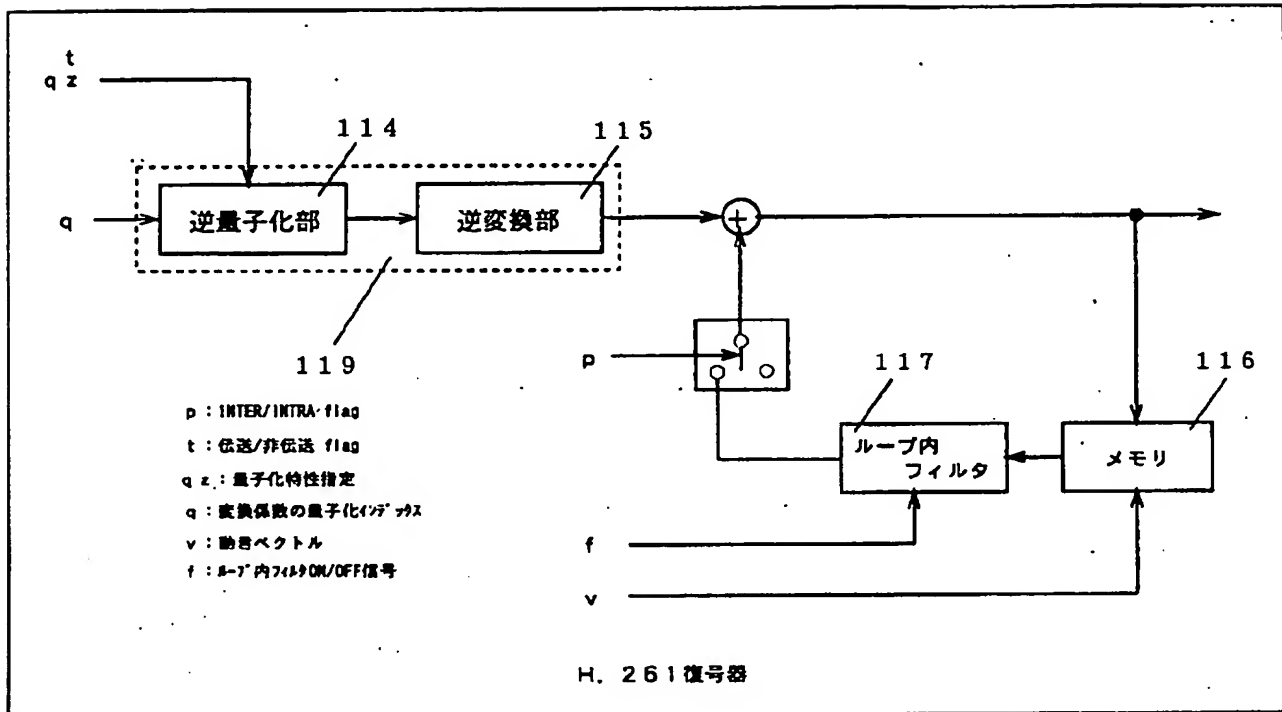 t
q z
114
115
q
逆量子化部
逆変換部
+
119
p
117
116
ループ内
フィルタ
メモリ
p：INTER/INTRA flag
t：伝送/非伝送 flag
q z：量子化特性指定
q：変換係数の量子化インデックス
v：動きベクトル
f：ループ内フィルタON/OFF信号
f
v
H. 261復号器